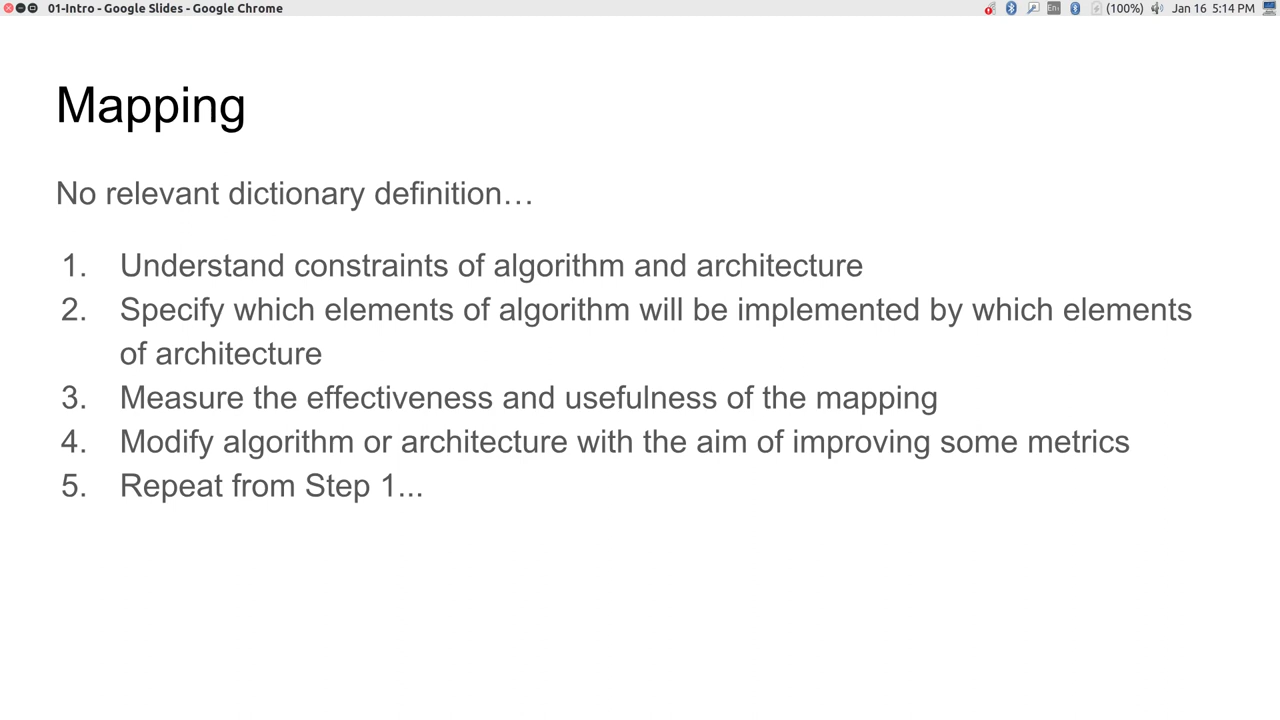 01-Intro - Google Slides - Google Chrome
(100%) Jan 16 5:14 PM
Mapping
No relevant dictionary definition…
1. Understand constraints of algorithm and architecture
2. Specify which elements of algorithm will be implemented by which elements
of architecture
3. Measure the effectiveness and usefulness of the mapping
4. Modify algorithm or architecture with the aim of improving some metrics
5. Repeat from Step 1...